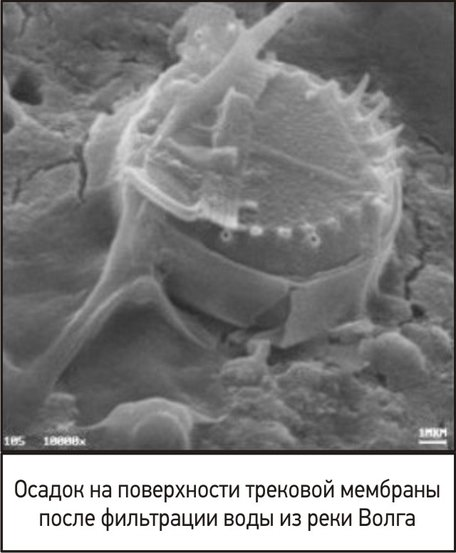 105 10000x
1МКМ
Осадок на поверхности трековой мембраны
после фильтрации воды из реки Волга